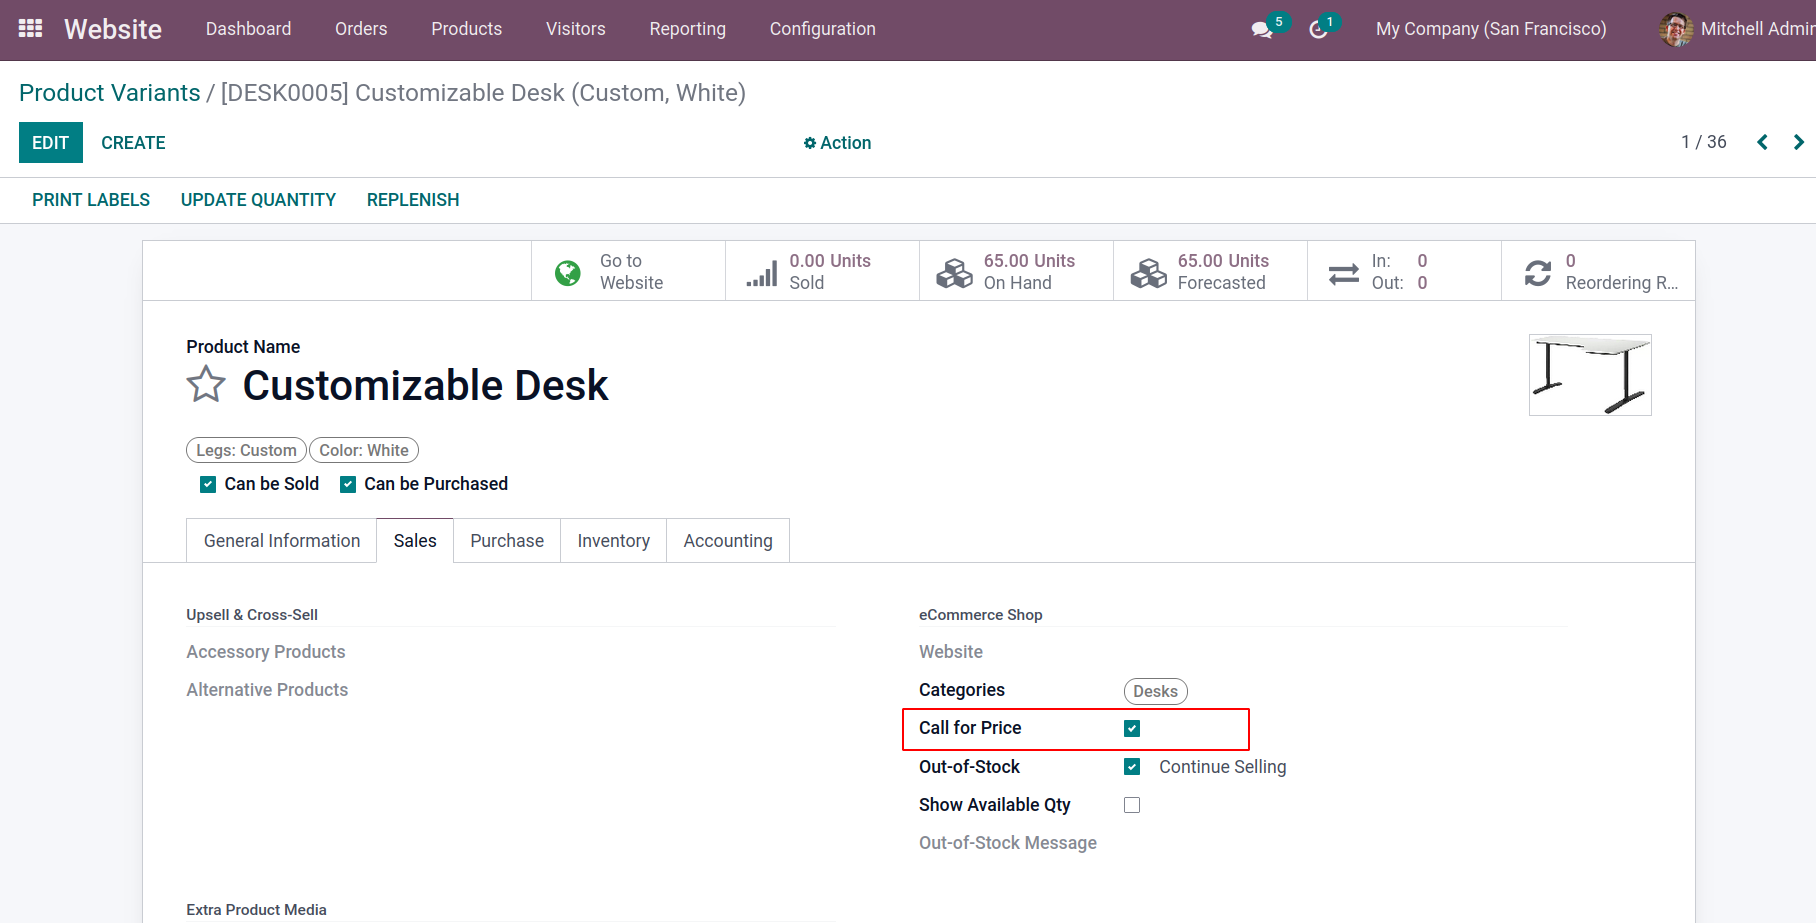 Website Dashboard Orders Products Visitors Reporting Configuration 5 1 My Company (San Francisco) Mitchell Admin
Product Variants / [DESK0005] Customizable Desk (Custom, White)
EDIT CREATE Action 1 / 36
PRINT LABELS UPDATE QUANTITY REPLENISH
Go to 0.00 Units 65.00 Units 65.00 Units In: 0 0
Website Sold On Hand Forecasted Out: 0 Reordering R...
Product Name
Customizable Desk
Legs: Custom Color: White
Can be Sold Can be Purchased
General Information Sales Purchase Inventory Accounting
Upsell & Cross-Sell eCommerce Shop
Accessory Products Website
Alternative Products Categories Desks
Call for Price
Out-of-Stock Continue Selling
Show Available Qty
Out-of-Stock Message
Extra Product Media